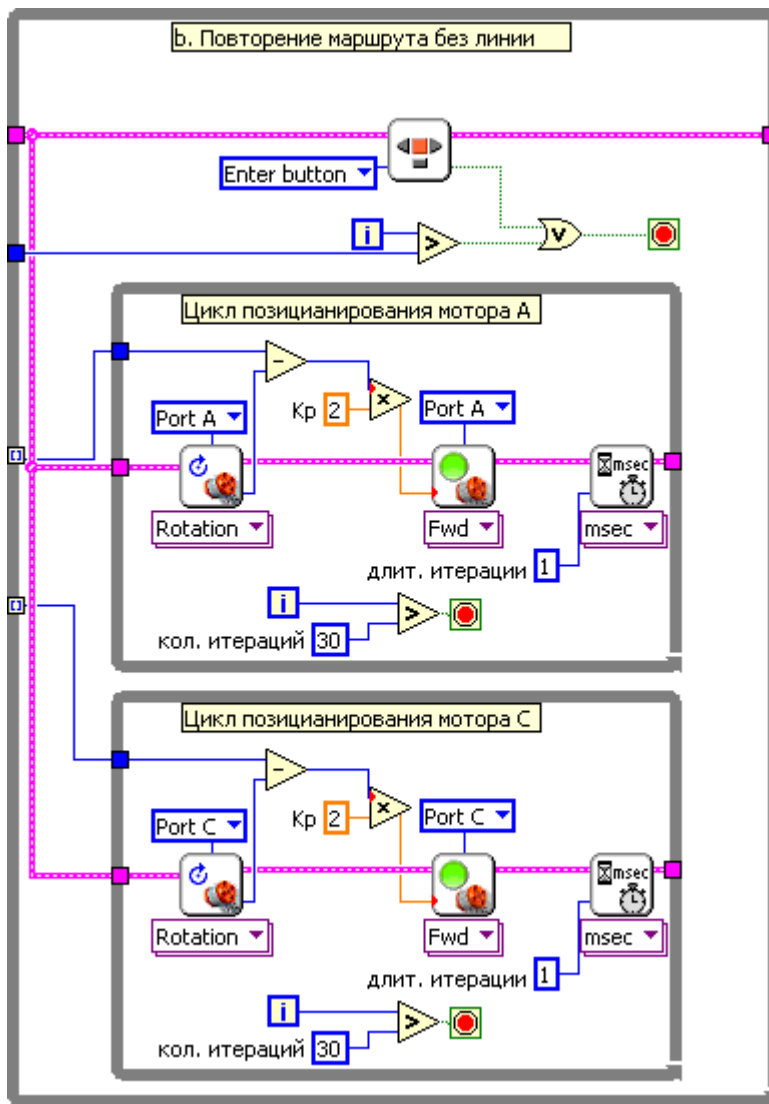 b. Повторение маршрута без линии
Enter button
i
>
v
Цикл позицианирования мотора А
-
x
Kp 2
Port A
Port A
msec
Rotation
Fwd
msec
длит. итерации 1
i
>
кол. итераций 30
Цикл позицианирования мотора С
-
x
Kp 2
Port C
Port C
msec
Rotation
Fwd
msec
длит. итерации 1
i
>
кол. итераций 30